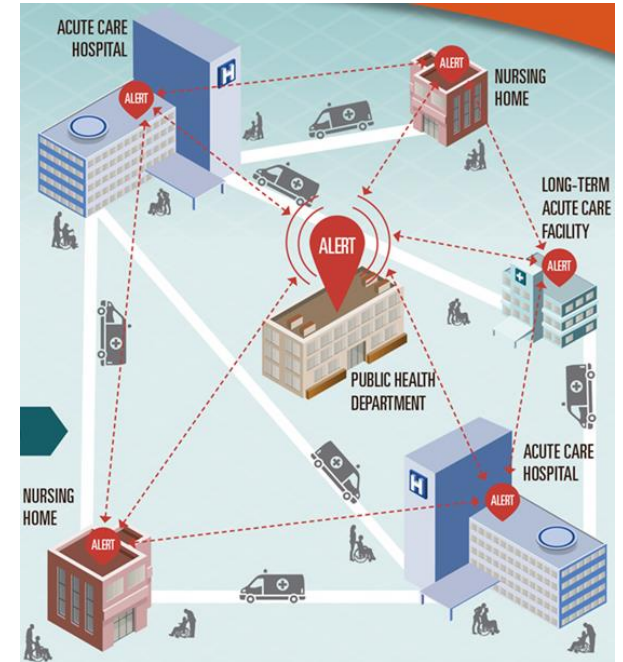 ACUTE CARE
HOSPITAL
H
ALERT
ALERT
NURSING
HOME
LONG-TERM
ACUTE CARE
FACILITY
ALERT
ALERT
PUBLIC HEALTH
DEPARTMENT
ACUTE CARE
HOSPITAL
H
ALERT
NURSING
HOME
ALERT